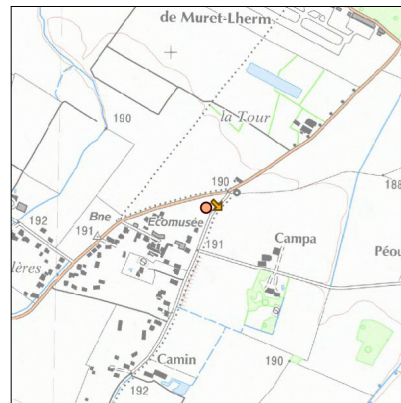 de Muret-Lherm
190
la Tour
190
188
192
191
Bne
Ecomusée
191
Campa
Péou
lères
Camin
190
192